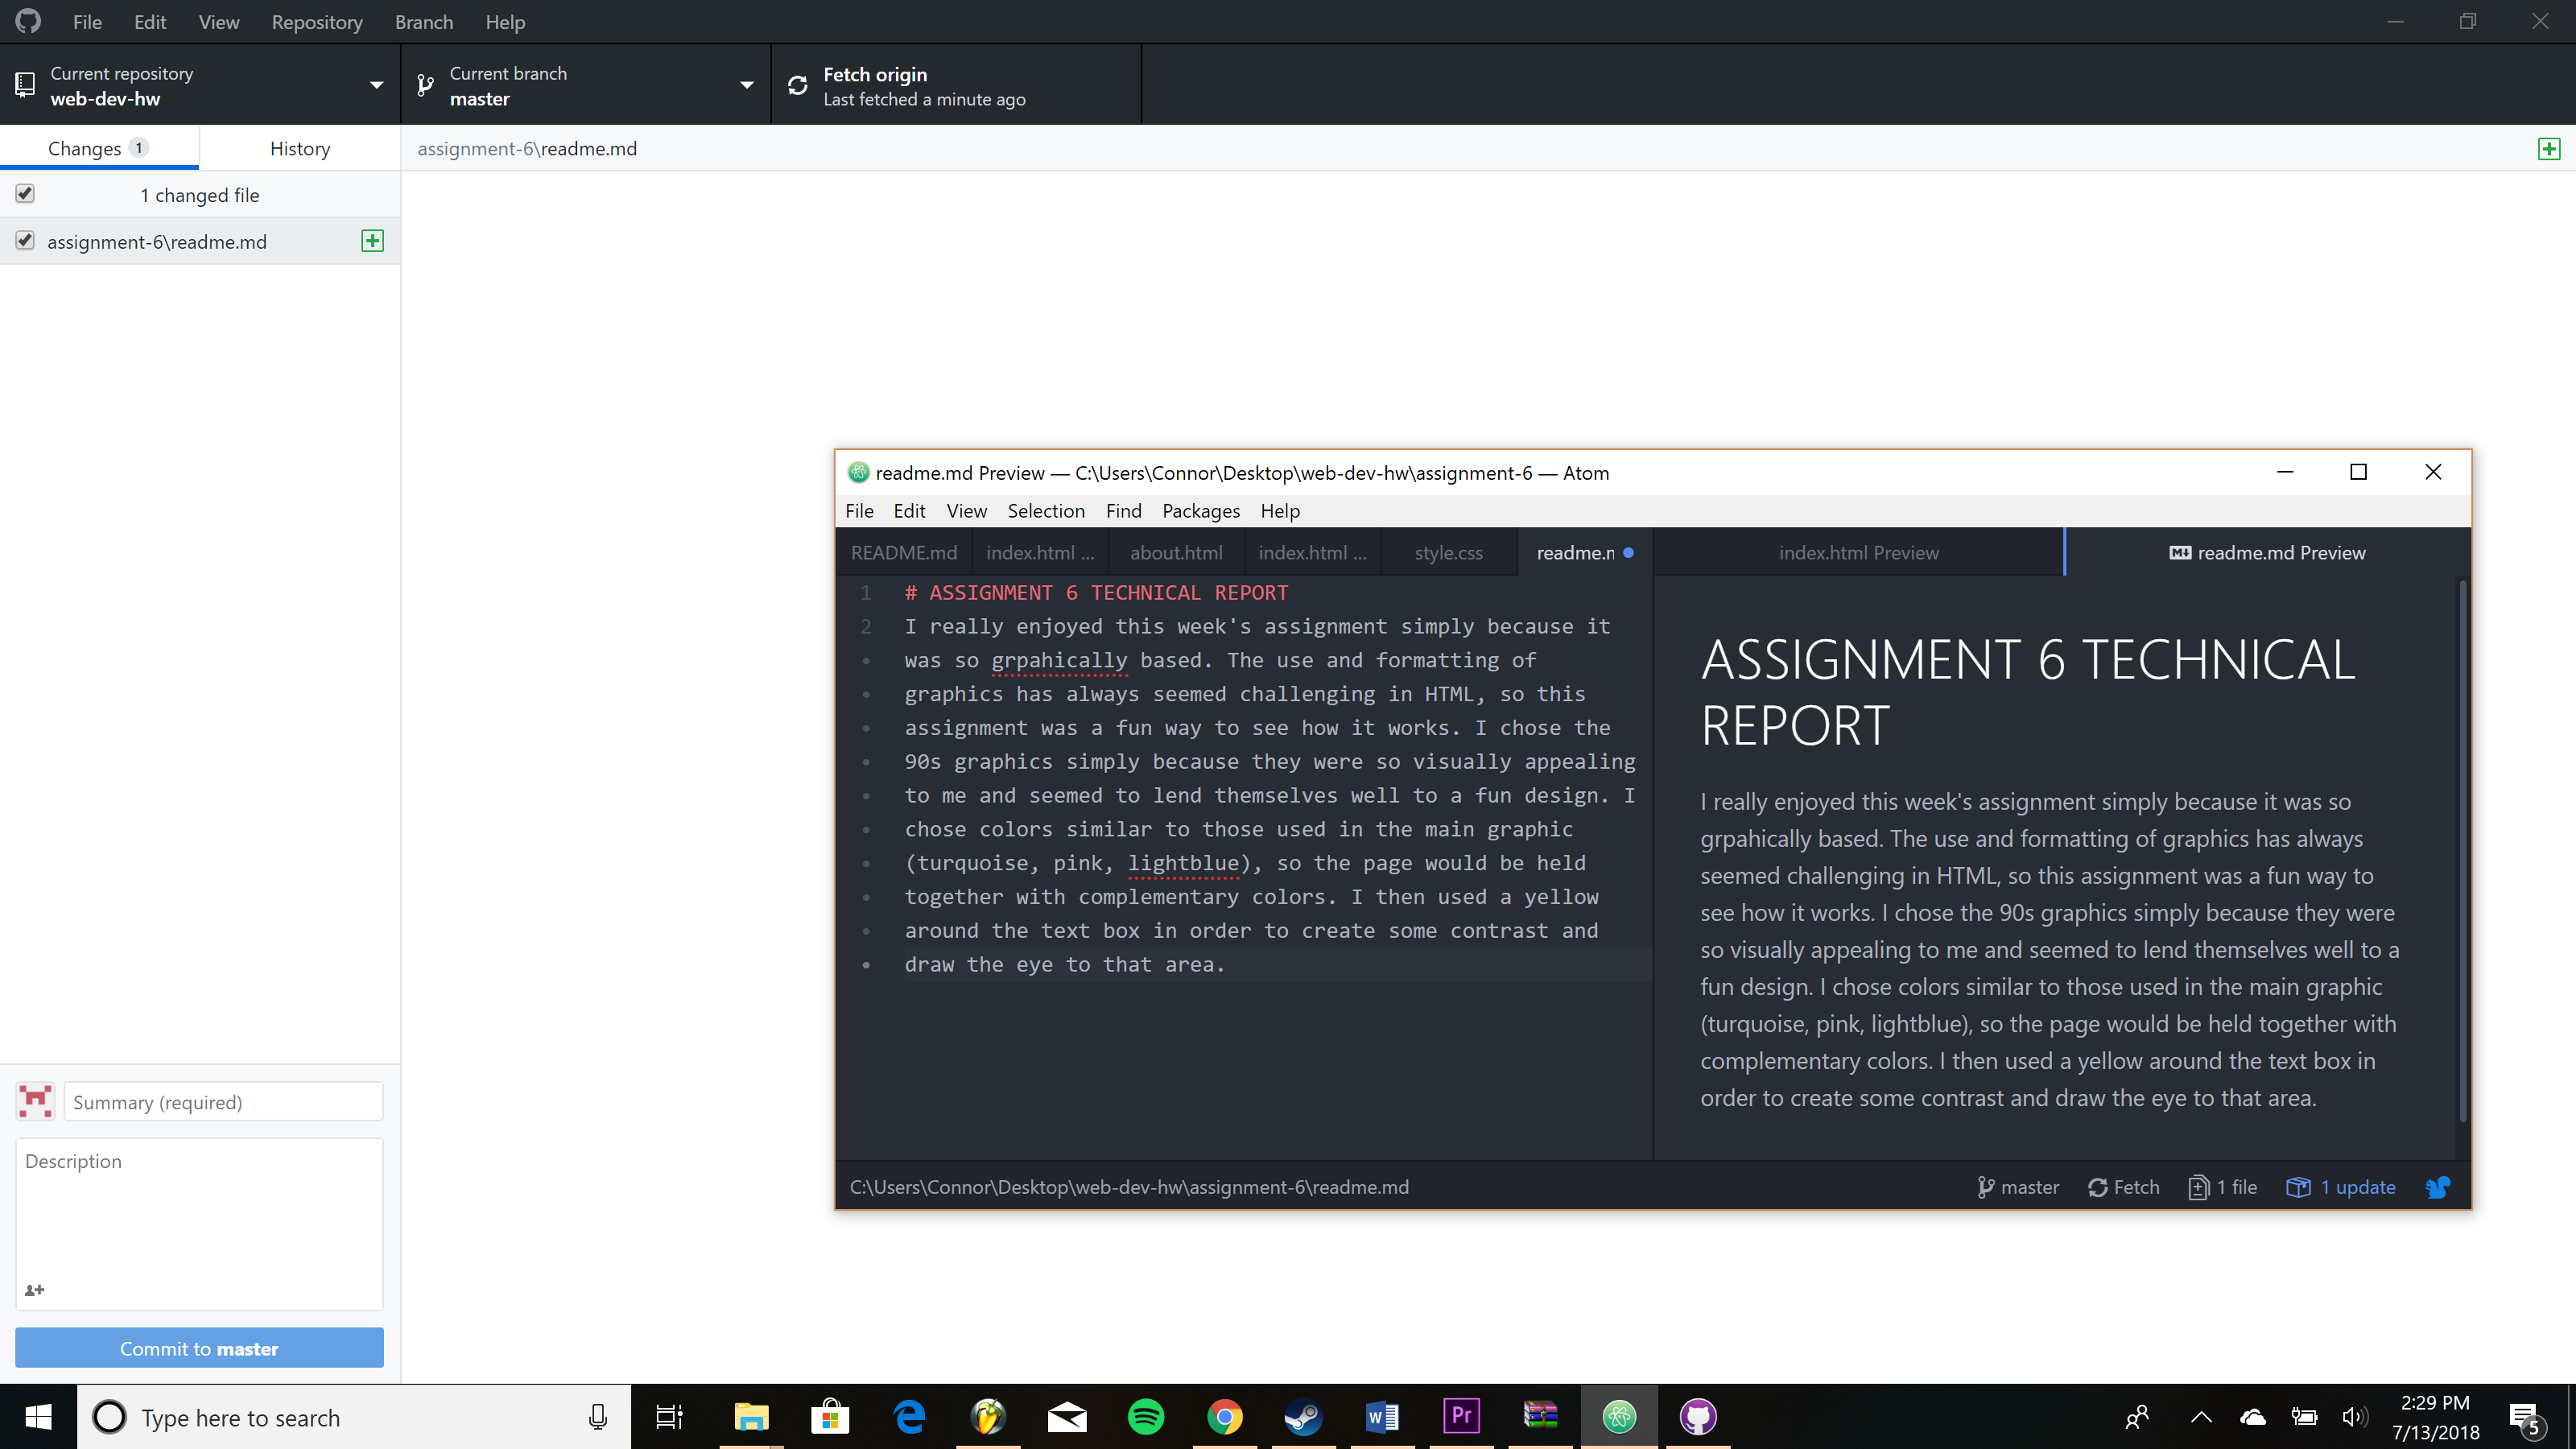 File Edit View Repository Branch Help
Current repository
web-dev-hw
Current branch
master
Fetch origin
Last fetched a minute ago
Changes 1
History
assignment-6\readme.md
1 changed file
assignment-6\readme.md
Summary (required)
Description
Commit to master
readme.md Preview — C:\Users\Connor\Desktop\web-dev-hw\assignment-6 — Atom
File Edit View Selection Find Packages Help
README.md index.html ... about.html index.html ... style.css readme.m index.html Preview readme.md Preview
1 # ASSIGNMENT 6 TECHNICAL REPORT
2 I really enjoyed this week's assignment simply because it
was so grpahically based. The use and formatting of
graphics has always seemed challenging in HTML, so this
assignment was a fun way to see how it works. I chose the
90s graphics simply because they were so visually appealing
to me and seemed to lend themselves well to a fun design. I
chose colors similar to those used in the main graphic
(turquoise, pink, lightblue), so the page would be held
together with complementary colors. I then used a yellow
around the text box in order to create some contrast and
draw the eye to that area.
ASSIGNMENT 6 TECHNICAL
REPORT
I really enjoyed this week's assignment simply because it was so
grpahically based. The use and formatting of graphics has always
seemed challenging in HTML, so this assignment was a fun way to
see how it works. I chose the 90s graphics simply because they were
so visually appealing to me and seemed to lend themselves well to a
fun design. I chose colors similar to those used in the main graphic
(turquoise, pink, lightblue), so the page would be held together with
complementary colors. I then used a yellow around the text box in
order to create some contrast and draw the eye to that area.
C:\Users\Connor\Desktop\web-dev-hw\assignment-6\readme.md
master Fetch 1 file 1 update
Type here to search
Pr
2:29 PM
7/13/2018
5